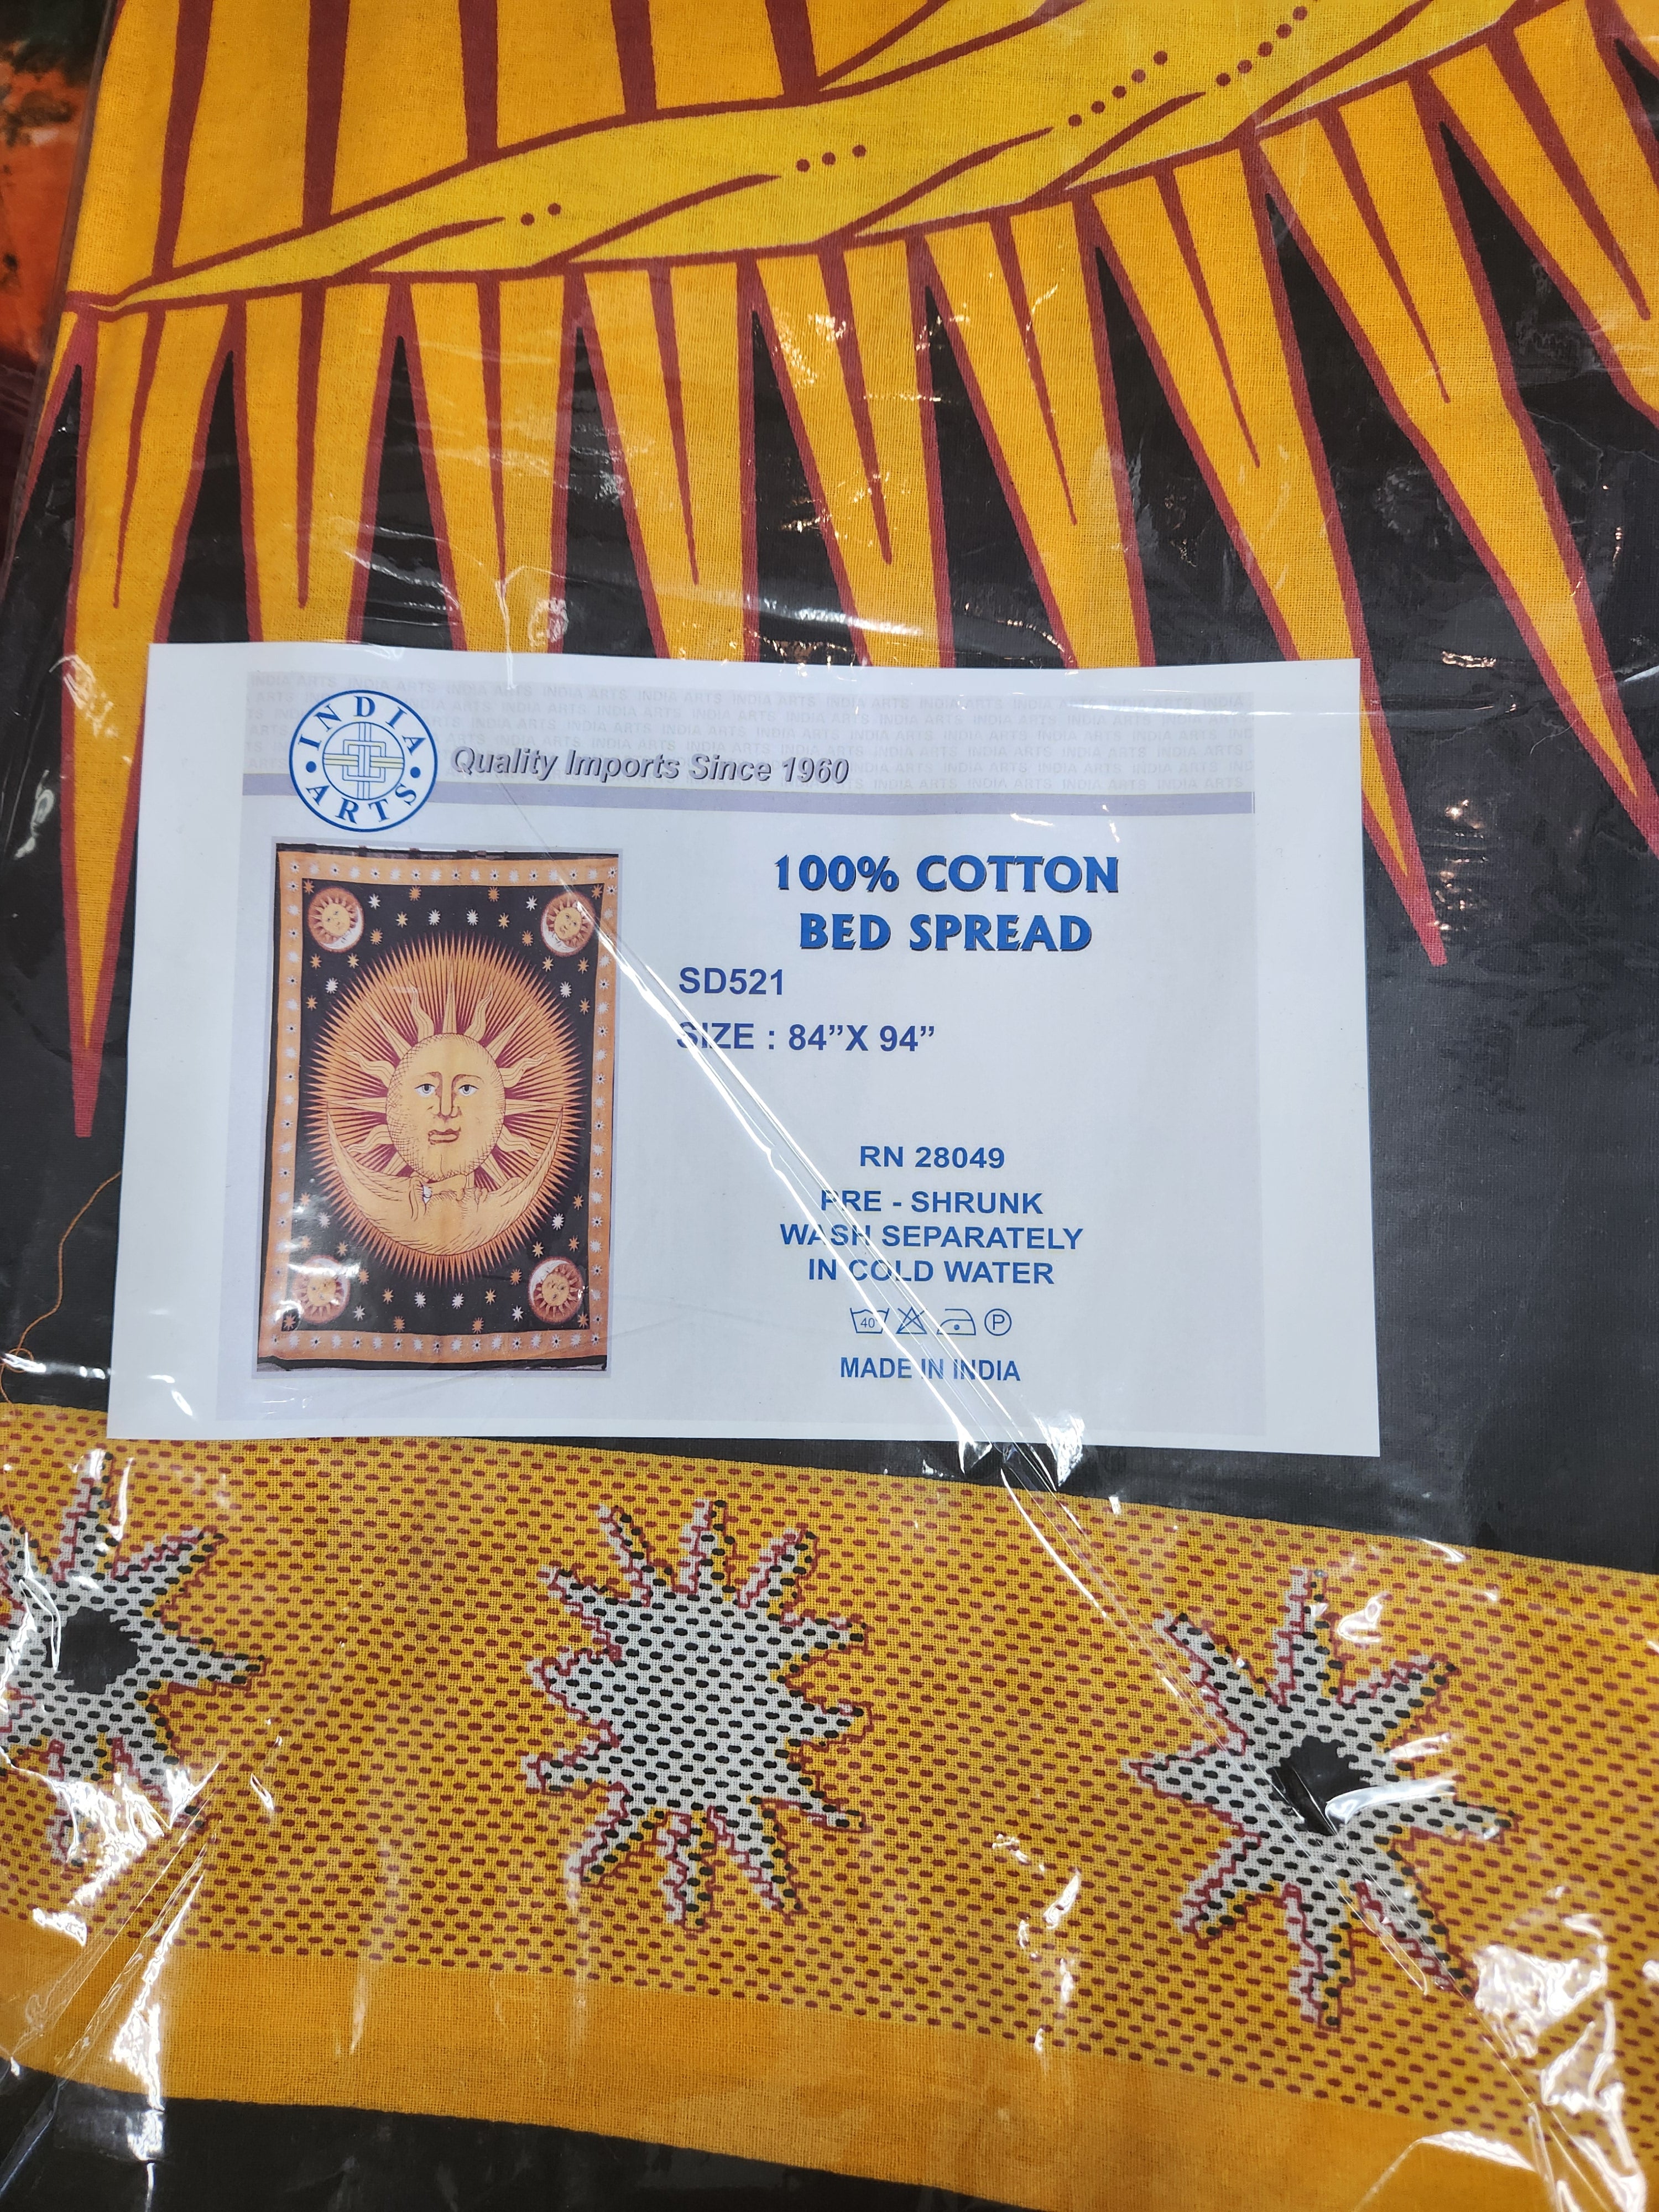 INDIA ARTS
Quality Imports Since 1960
100% COTTON
BED SPREAD
SD521
SIZE : 84”X 94”
RN 28049
PRE - SHRUNK
WASH SEPARATELY
IN COLD WATER
40 P
MADE IN INDIA